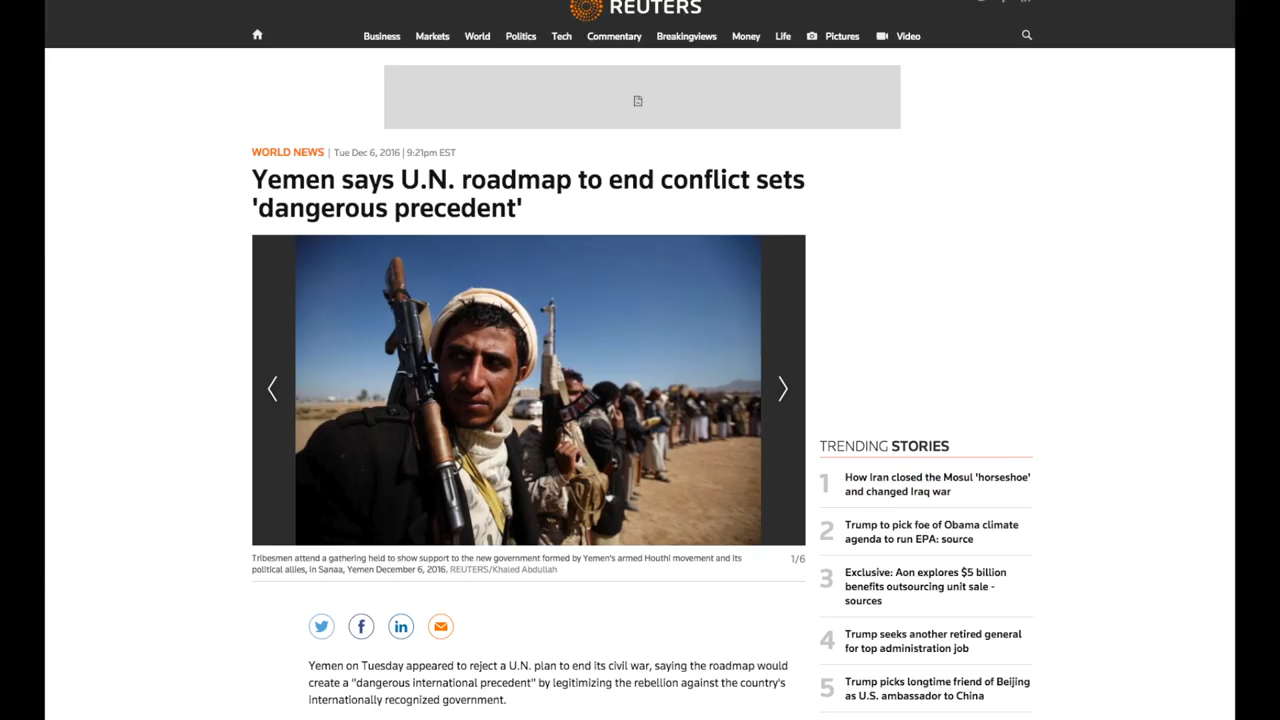 REUTERS
Business Markets World Politics Tech Commentary Breakingviews Money Life Pictures Video
WORLD NEWS | Tue Dec 6, 2016 | 9:21pm EST
Yemen says U.N. roadmap to end conflict sets
'dangerous precedent'
Tribesmen attend a gathering held to show support to the new government formed by Yemen's armed Houthi movement and its
political allies, in Sanaa, Yemen December 6, 2016. REUTERS/Khaled Abdullah
1/6
Yemen on Tuesday appeared to reject a U.N. plan to end its civil war, saying the roadmap would
create a "dangerous international precedent" by legitimizing the rebellion against the country's
internationally recognized government.
TRENDING STORIES
1 How Iran closed the Mosul 'horseshoe'
and changed Iraq war
2 Trump to pick foe of Obama climate
agenda to run EPA: source
3 Exclusive: Aon explores $5 billion
benefits outsourcing unit sale -
sources
4 Trump seeks another retired general
for top administration job
5 Trump picks longtime friend of Beijing
as U.S. ambassador to China